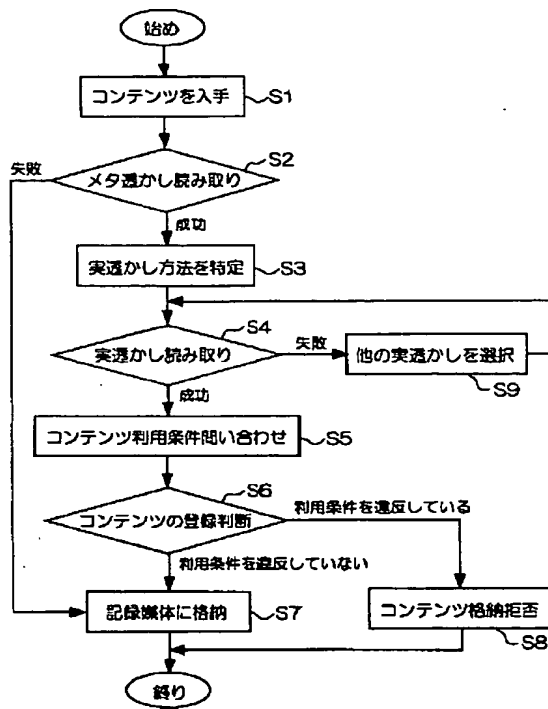 始め
コンテンツを入手
S1
メタ透かし読み取り
S2
失敗
成功
実透かし方法を特定
S3
実透かし読み取り
S4
失敗
他の実透かしを選択
S9
成功
コンテンツ利用条件問い合わせ
S5
コンテンツの登録判断
S6
利用条件を違反している
利用条件を違反していない
記録媒体に格納
S7
コンテンツ格納拒否
S8
終り